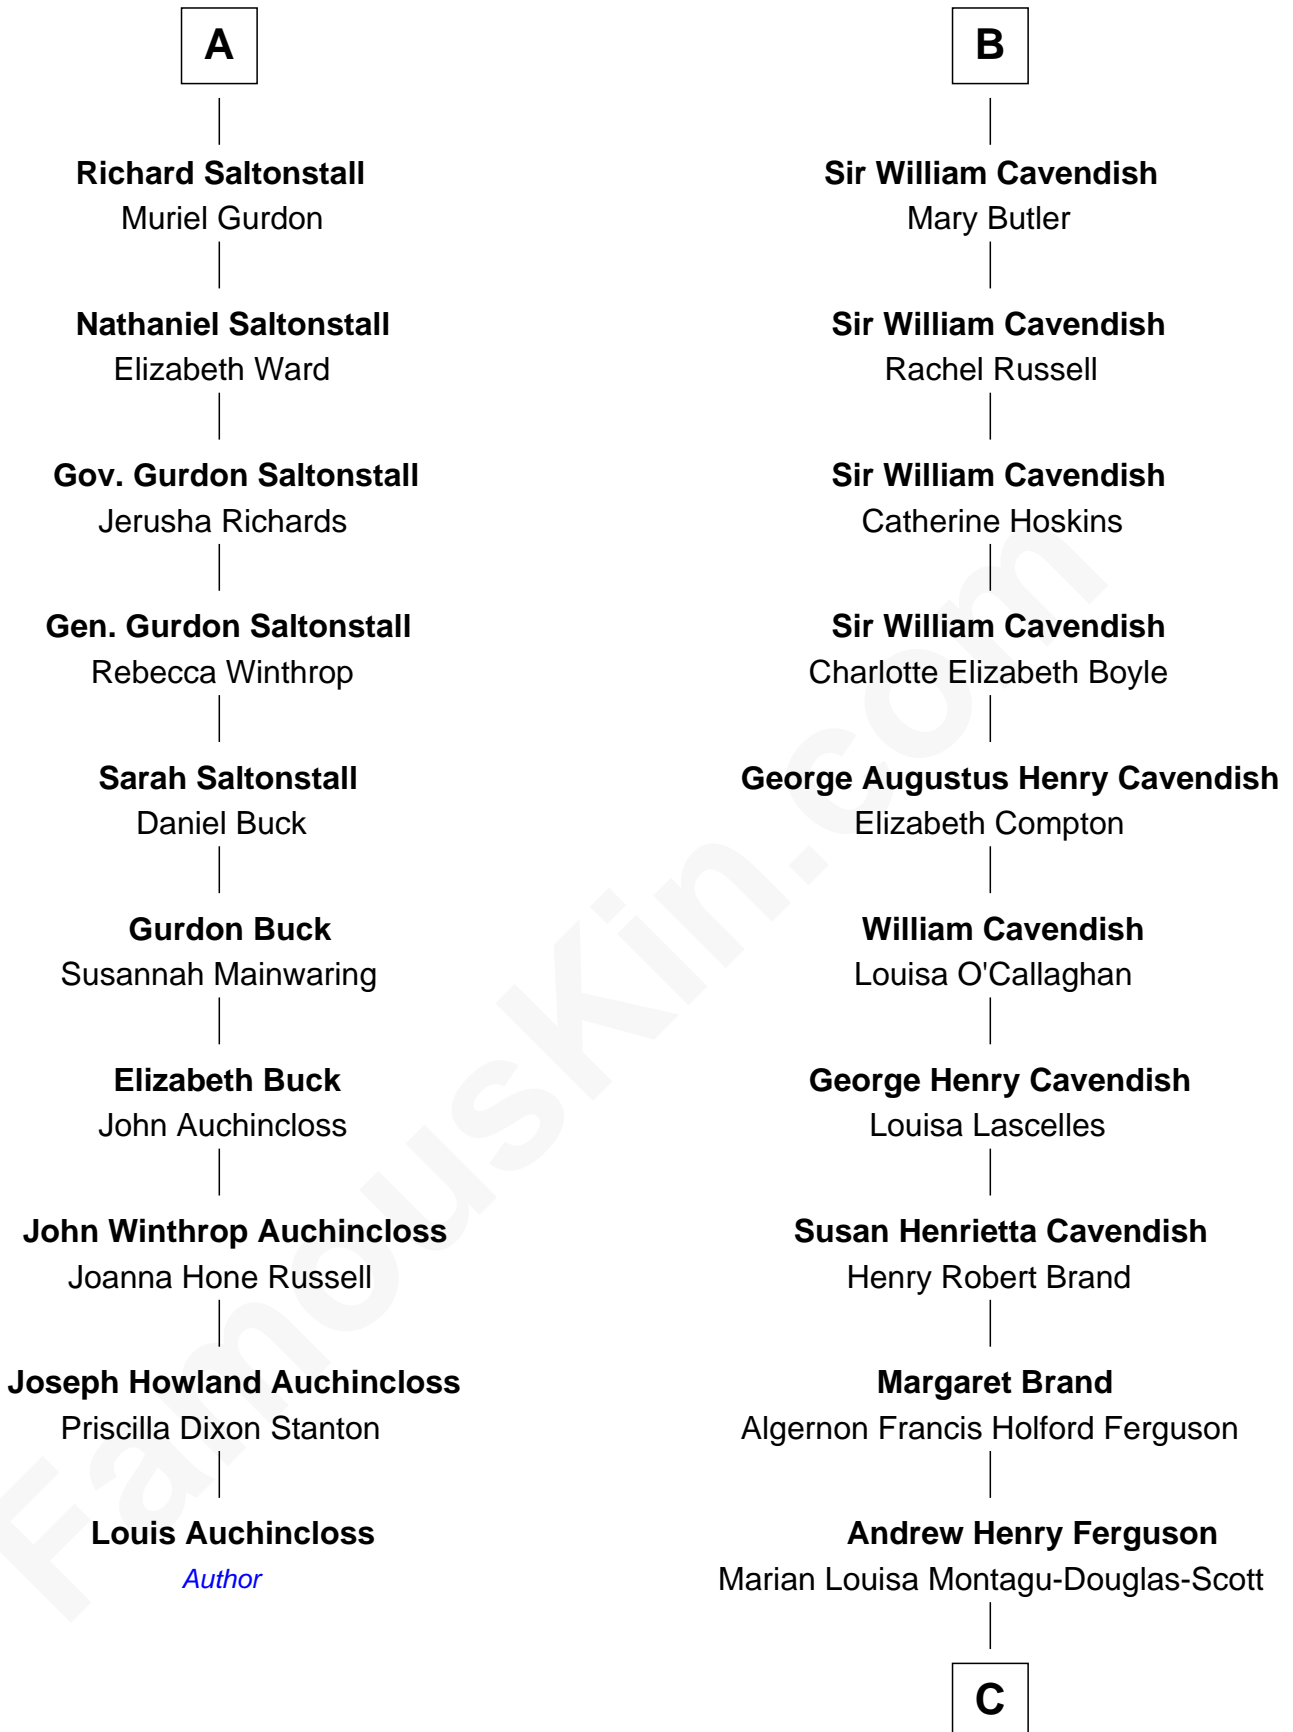 A
Richard Saltonstall
Muriel Gurdon
Nathaniel Saltonstall
Elizabeth Ward
Gov. Gurdon Saltonstall
Jerusha Richards
Gen. Gurdon Saltonstall
Rebecca Winthrop
Sarah Saltonstall
Daniel Buck
Gurdon Buck
Susannah Mainwaring
Elizabeth Buck
John Auchincloss
John Winthrop Auchincloss
Joanna Hone Russell
Joseph Howland Auchincloss
Priscilla Dixon Stanton
Louis Auchincloss
Author
B
Sir William Cavendish
Mary Butler
Sir William Cavendish
Rachel Russell
Sir William Cavendish
Catherine Hoskins
Sir William Cavendish
Charlotte Elizabeth Boyle
George Augustus Henry Cavendish
Elizabeth Compton
William Cavendish
Louisa O'Callaghan
George Henry Cavendish
Louisa Lascelles
Susan Henrietta Cavendish
Henry Robert Brand
Margaret Brand
Algernon Francis Holford Ferguson
Andrew Henry Ferguson
Marian Louisa Montagu-Douglas-Scott
C
FamousKin.com